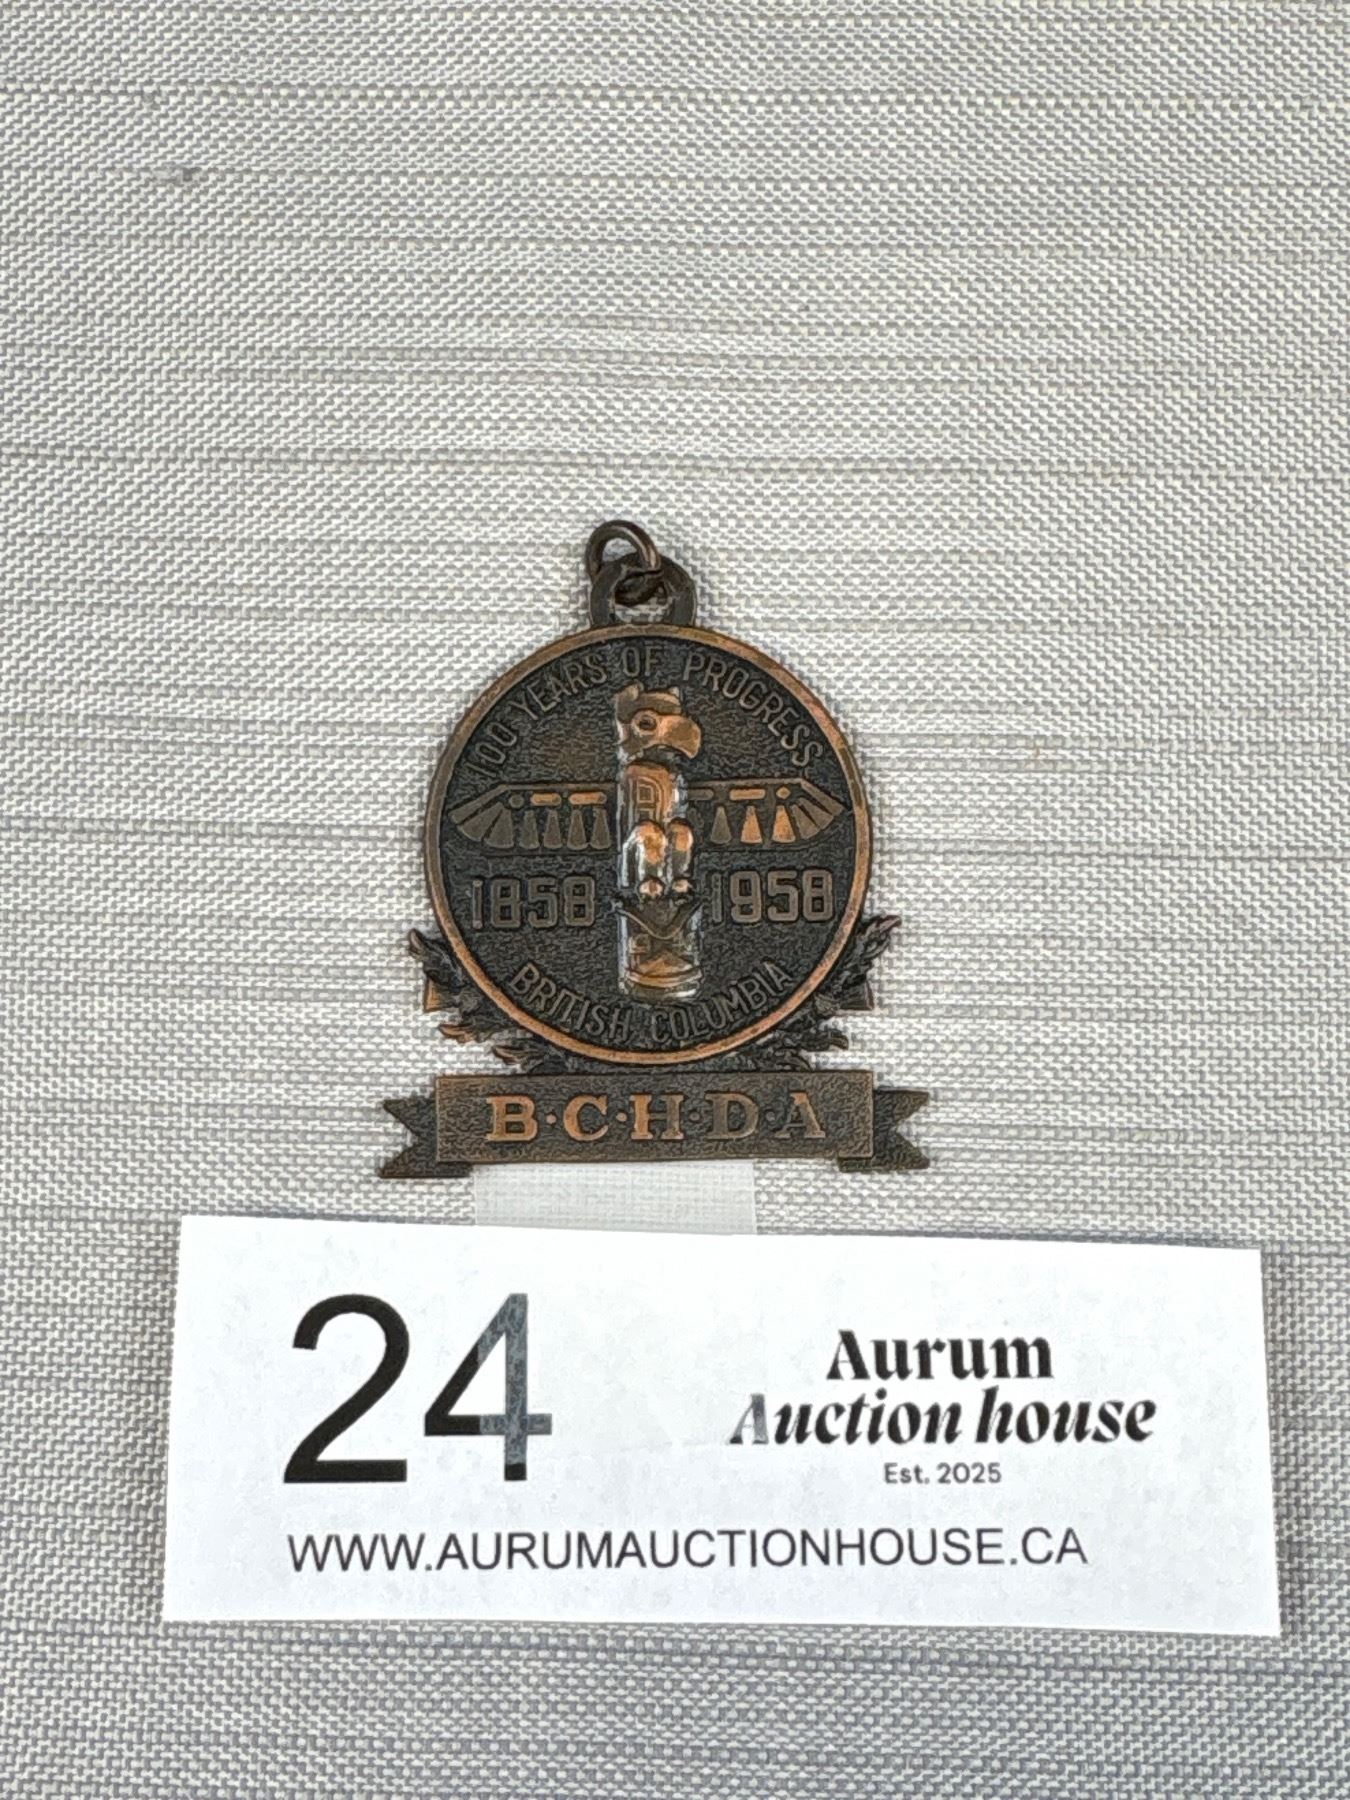 100 YEARS OF PROGRESS
1858 1958
BRITISH COLUMBIA
B·C·H·D·A
24
Aurum
Auction house
Est. 2025
WWW.AURUMAUCTIONHOUSE.CA